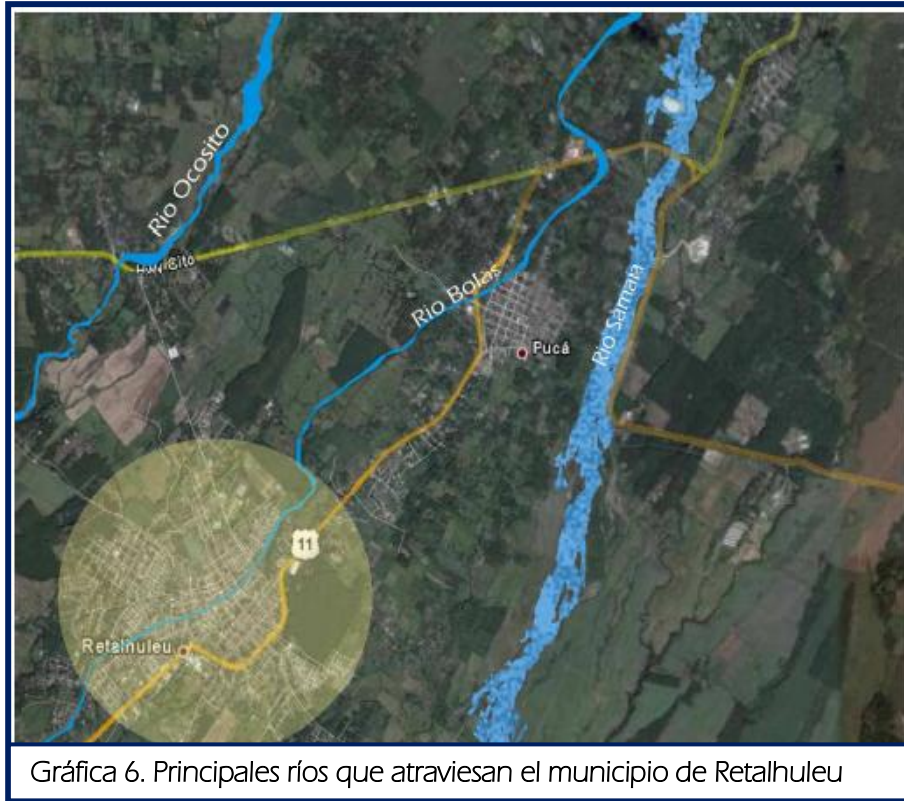 Rio Ocosito
Rio Bolas
Rio Samala
Pucá
11
Retalhuleu
Gráfica 6. Principales ríos que atraviesan el municipio de Retalhuleu